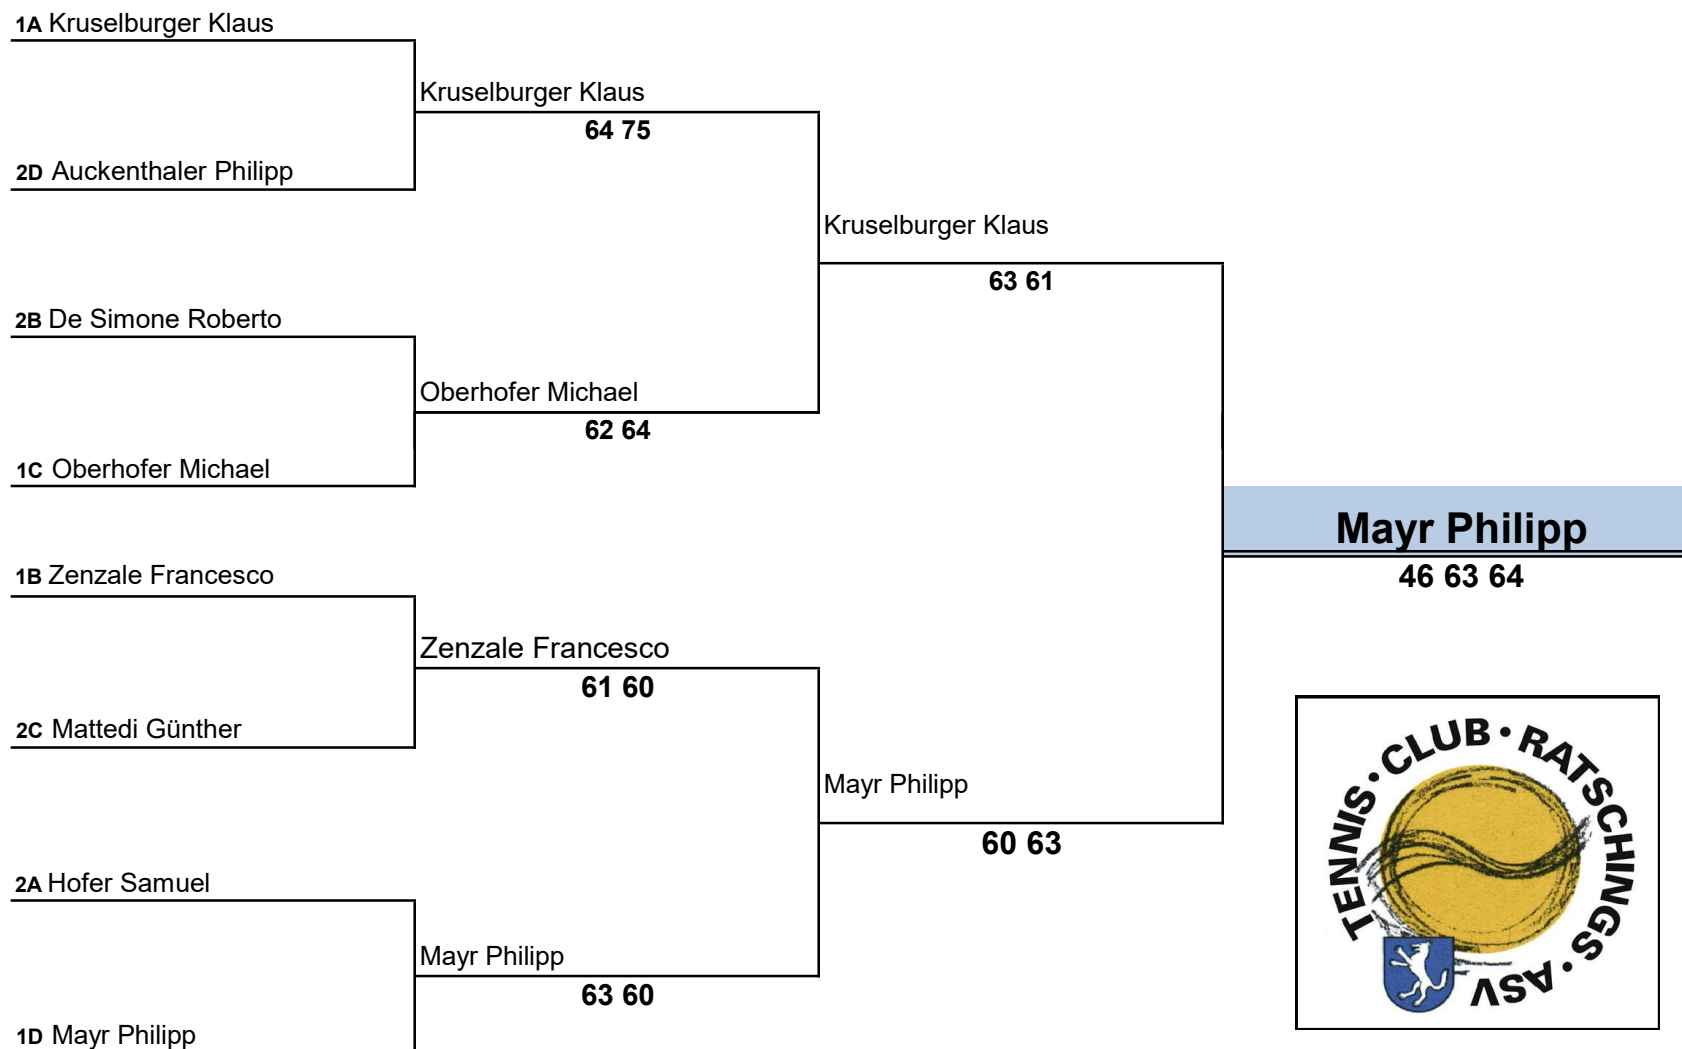 1A Kruselburger Klaus
Kruselburger Klaus
64 75
2D Auckenthaler Philipp
Kruselburger Klaus
63 61
2B De Simone Roberto
Oberhofer Michael
62 64
1C Oberhofer Michael
Mayr Philipp
46 63 64
1B Zenzale Francesco
Zenzale Francesco
61 60
2C Mattedi Günther
Mayr Philipp
60 63
2A Hofer Samuel
Mayr Philipp
63 60
1D Mayr Philipp
TENNIS·CLUB·RATSCHINGS·ASV